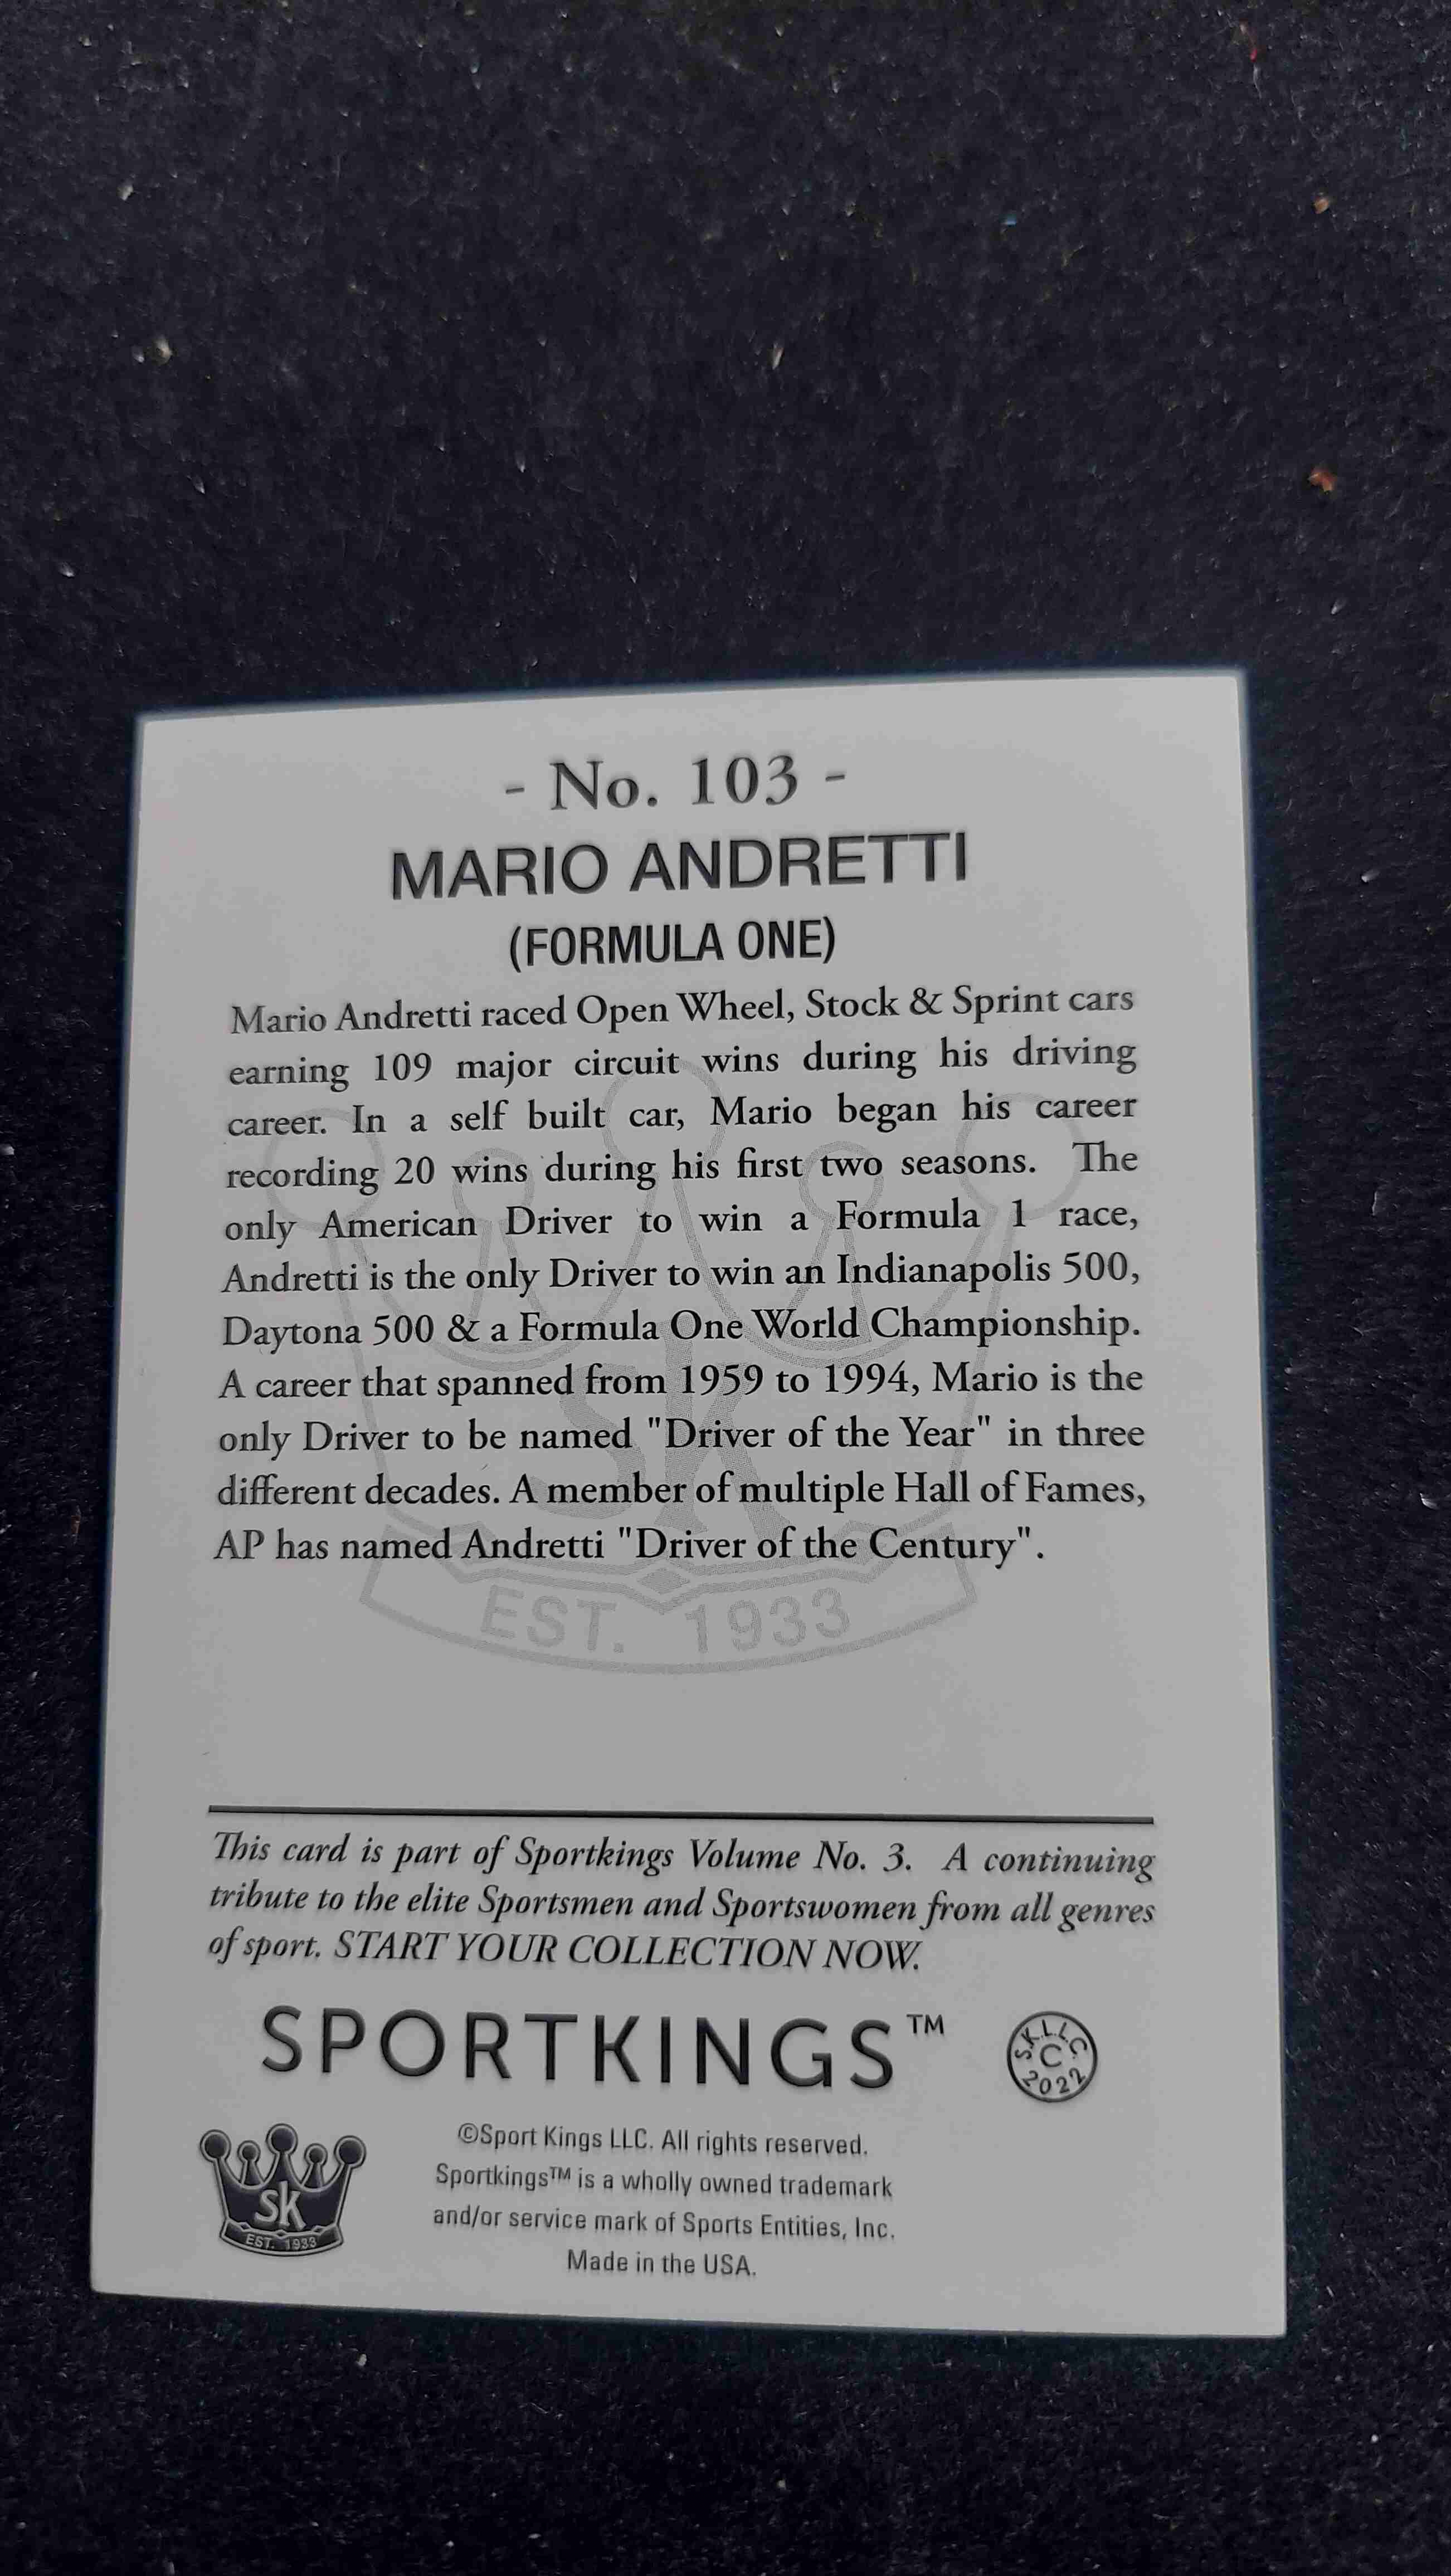 - No. 103 -
MARIO ANDRETTI
(FORMULA ONE)
Mario Andretti raced Open Wheel, Stock & Sprint cars
earning 109 major circuit wins during his driving
career. In a self built car, Mario began his career
recording 20 wins during his first two seasons. The
only American Driver to win a Formula 1 race,
Andretti is the only Driver to win an Indianapolis 500,
Daytona 500 & a Formula One World Championship.
A career that spanned from 1959 to 1994, Mario is the
only Driver to be named "Driver of the Year" in three
different decades. A member of multiple Hall of Fames,
AP has named Andretti "Driver of the Century".
SK
EST. 1933
This card is part of Sportkings Volume No. 3. A continuing
tribute to the elite Sportsmen and Sportswomen from all genres
of sport. START YOUR COLLECTION NOW.
SPORTKINGS™
SKLLC
C
2022
SK
EST. 1933
©Sport Kings LLC. All rights reserved.
Sportkings™ is a wholly owned trademark
and/or service mark of Sports Entities, Inc.
Made in the USA.